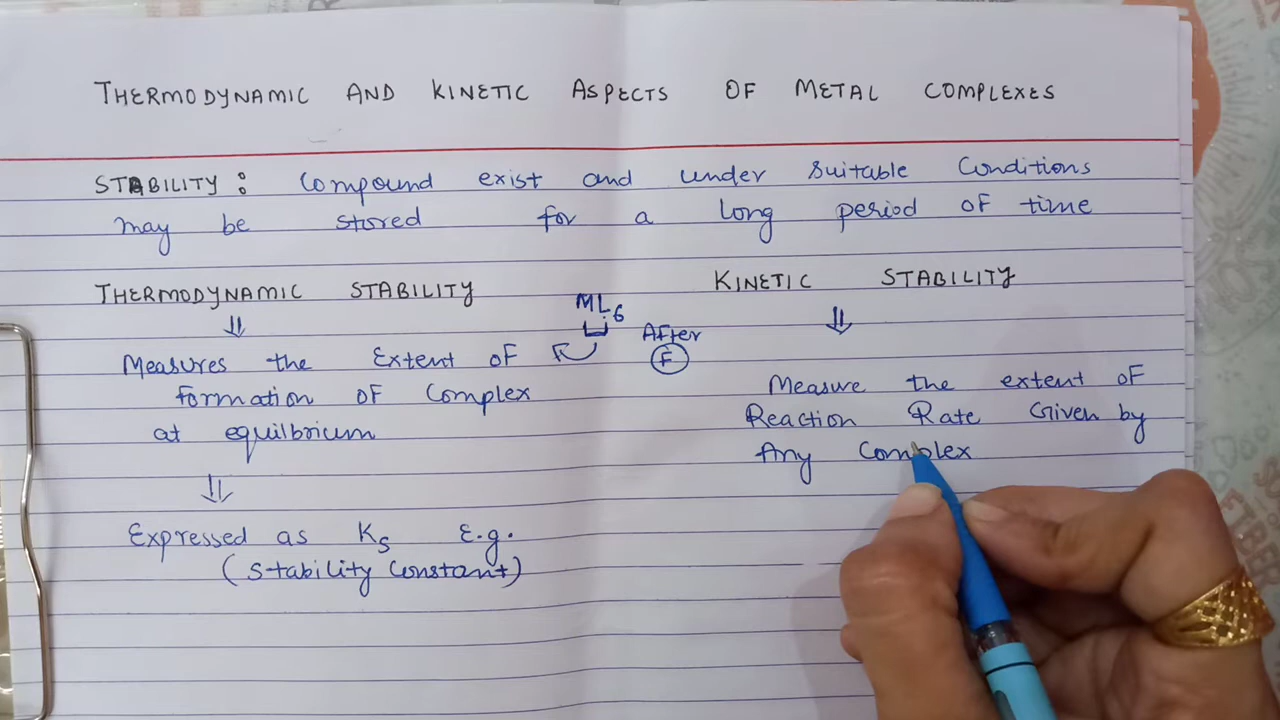 THERMODYNAMIC AND KINETIC ASPECTS OF METAL COMPLEXES
STABILITY: Compound exist and under suitable Conditions
may be stored for a long period of time
THERMODYNAMIC STABILITY
⇓
Measures the Extent of
formation of Complex
at equilbrium
⇓
Expressed as Ks E.g.
(Stability Constant)
ML6
After
F
KINETIC STABILITY
⇓
Measure the extent of
Reaction Rate Given by
Any Complex